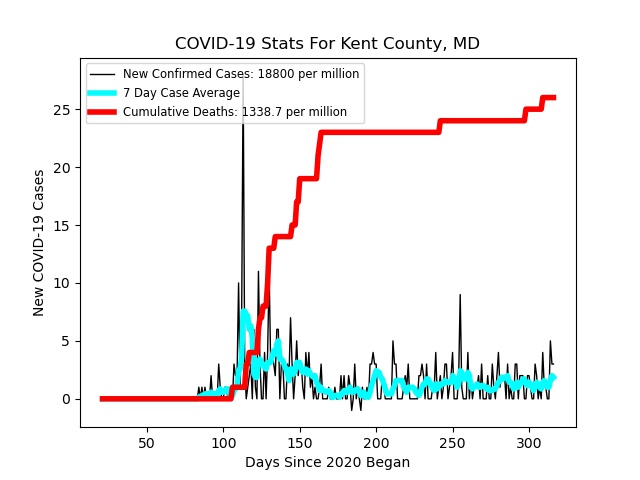 COVID-19 Stats For Kent County, MD
New Confirmed Cases: 18800 per million
7 Day Case Average
Cumulative Deaths: 1338.7 per million
New COVID-19 Cases
25
20
15
10
5
0
50 100 150 200 250 300
Days Since 2020 Began